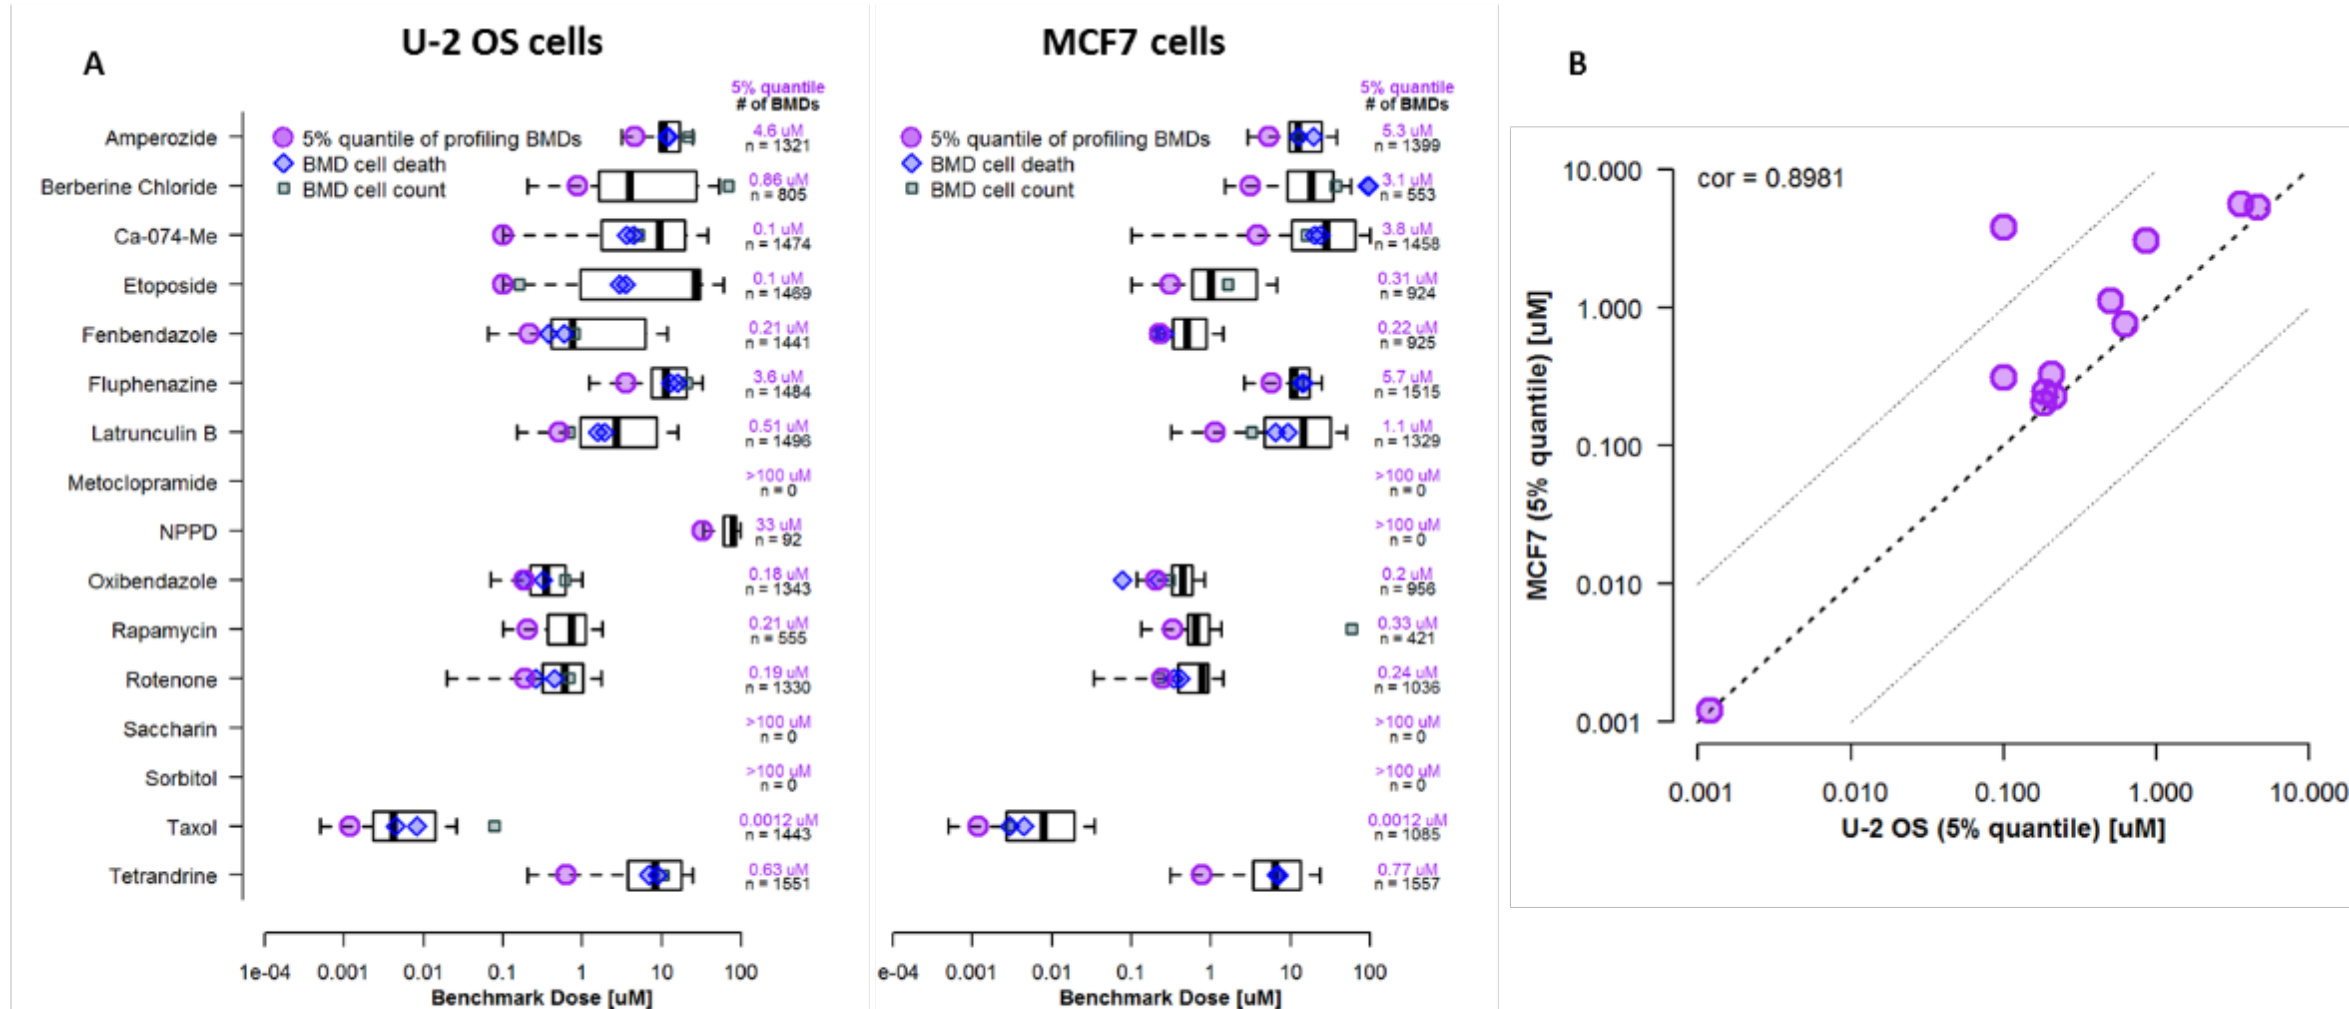 A
U-2 OS cells
5% quantile
# of BMDs
5% quantile of profiling BMDs
BMD cell death
BMD cell count
Amperozide
4.6 uM
n = 1321
Berberine Chloride
0.86 uM
n = 805
Ca-074-Me
0.1 uM
n = 1474
Etoposide
0.1 uM
n = 1469
Fenbendazole
0.21 uM
n = 1441
Fluphenazine
3.6 uM
n = 1484
Latrunculin B
0.51 uM
n = 1496
Metoclopramide
>100 uM
n = 0
NPPD
33 uM
n = 92
Oxibendazole
0.18 uM
n = 1343
Rapamycin
0.21 uM
n = 555
Rotenone
0.19 uM
n = 1330
Saccharin
>100 uM
n = 0
Sorbitol
>100 uM
n = 0
Taxol
0.0012 uM
n = 1443
Tetrandrine
0.63 uM
n = 1551
1e-04 0.001 0.01 0.1 1 10 100
Benchmark Dose [uM]
MCF7 cells
5% quantile
# of BMDs
5% quantile of profiling BMDs
BMD cell death
BMD cell count
5.3 uM
n = 1399
3.1 uM
n = 553
3.8 uM
n = 1458
0.31 uM
n = 924
0.22 uM
n = 925
5.7 uM
n = 1515
1.1 uM
n = 1329
>100 uM
n = 0
>100 uM
n = 0
0.2 uM
n = 956
0.33 uM
n = 421
0.24 uM
n = 1036
>100 uM
n = 0
>100 uM
n = 0
0.0012 uM
n = 1085
0.77 uM
n = 1557
e-04 0.001 0.01 0.1 1 10 100
Benchmark Dose [uM]
B
cor = 0.8981
MCF7 (5% quantile) [uM]
10.000
1.000
0.100
0.010
0.001
0.001 0.010 0.100 1.000 10.000
U-2 OS (5% quantile) [uM]